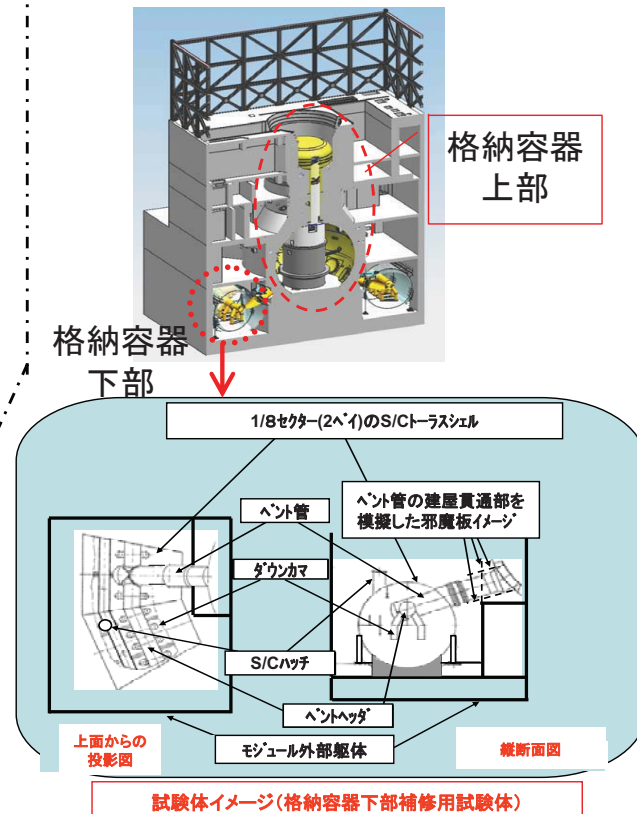 格納容器
上部
格納容器
下部
1/8セクター(2ベイ)のS/Cトーラスシェル
ベント管
ベント管の建屋貫通部を
模擬した邪魔板イメージ
ダウンカマ
S/Cハッチ
ベントヘッダ
上面からの
投影図
モジュール外部躯体
縦断面図
試験体イメージ(格納容器下部補修用試験体)